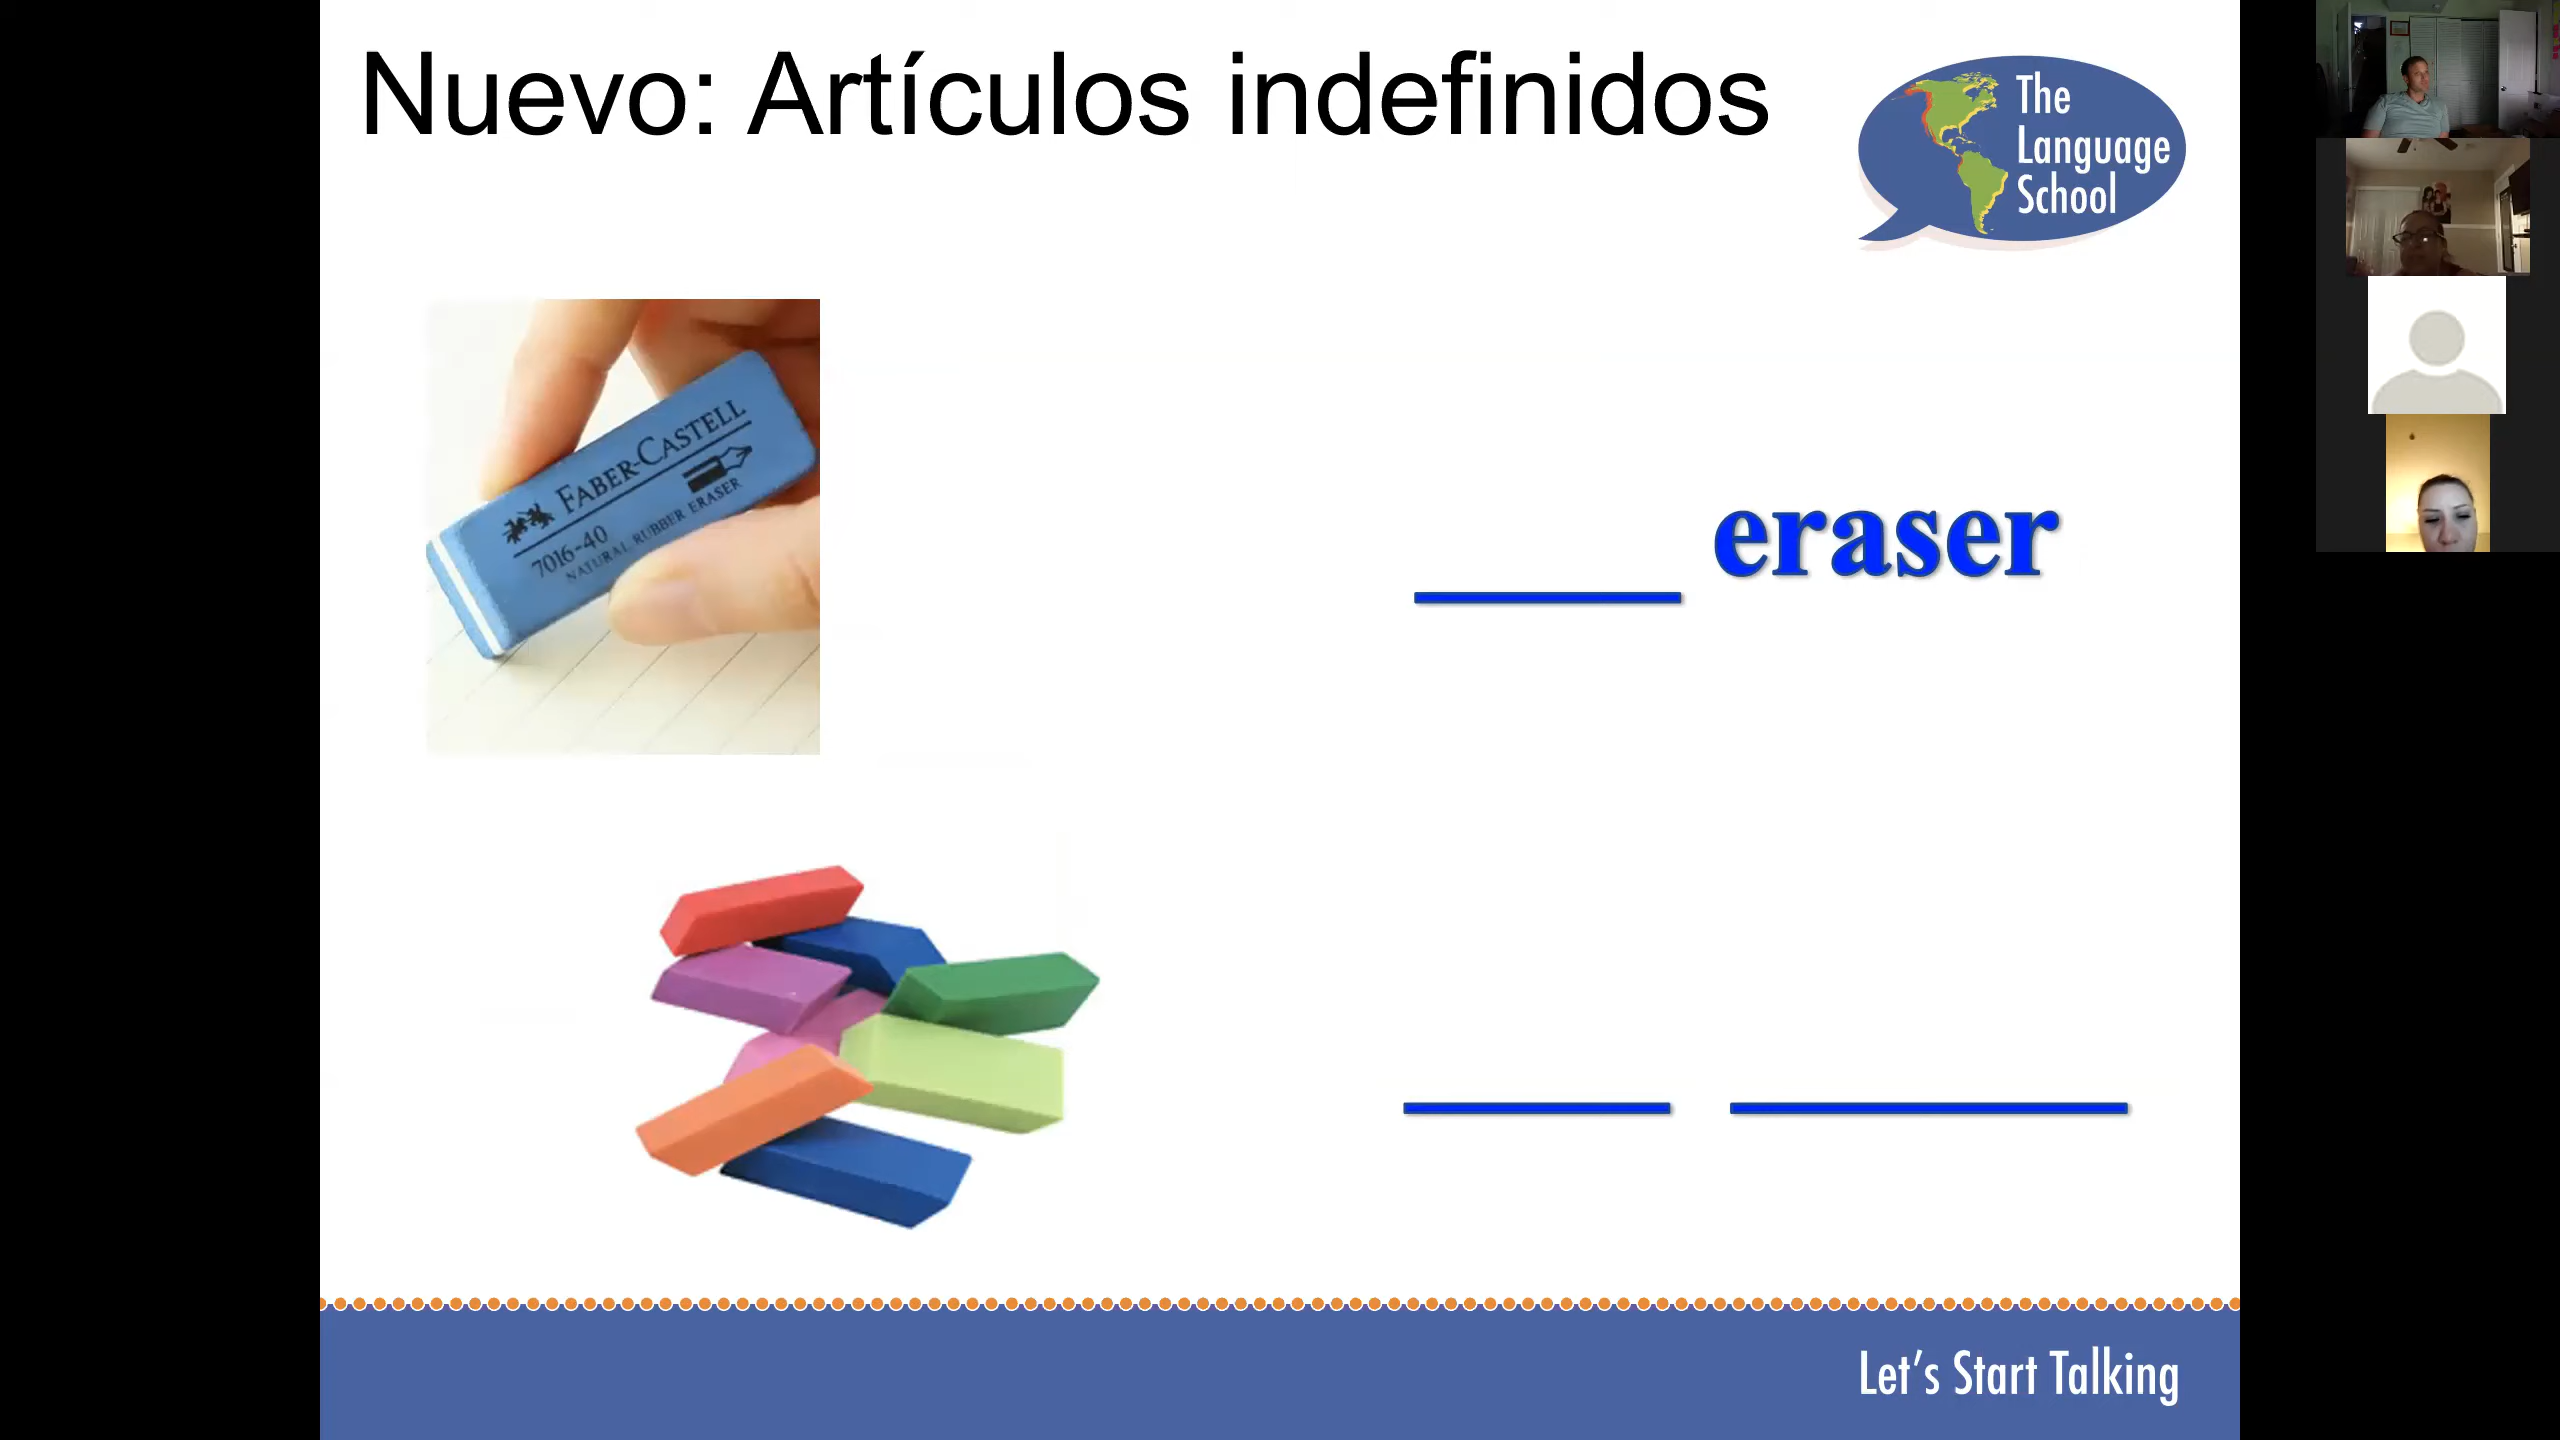 Nuevo: Artículos indefinidos
The
Language
School
FABER-CASTELL
7016-40
NATURAL RUBBER ERASER
eraser
Let's Start Talking